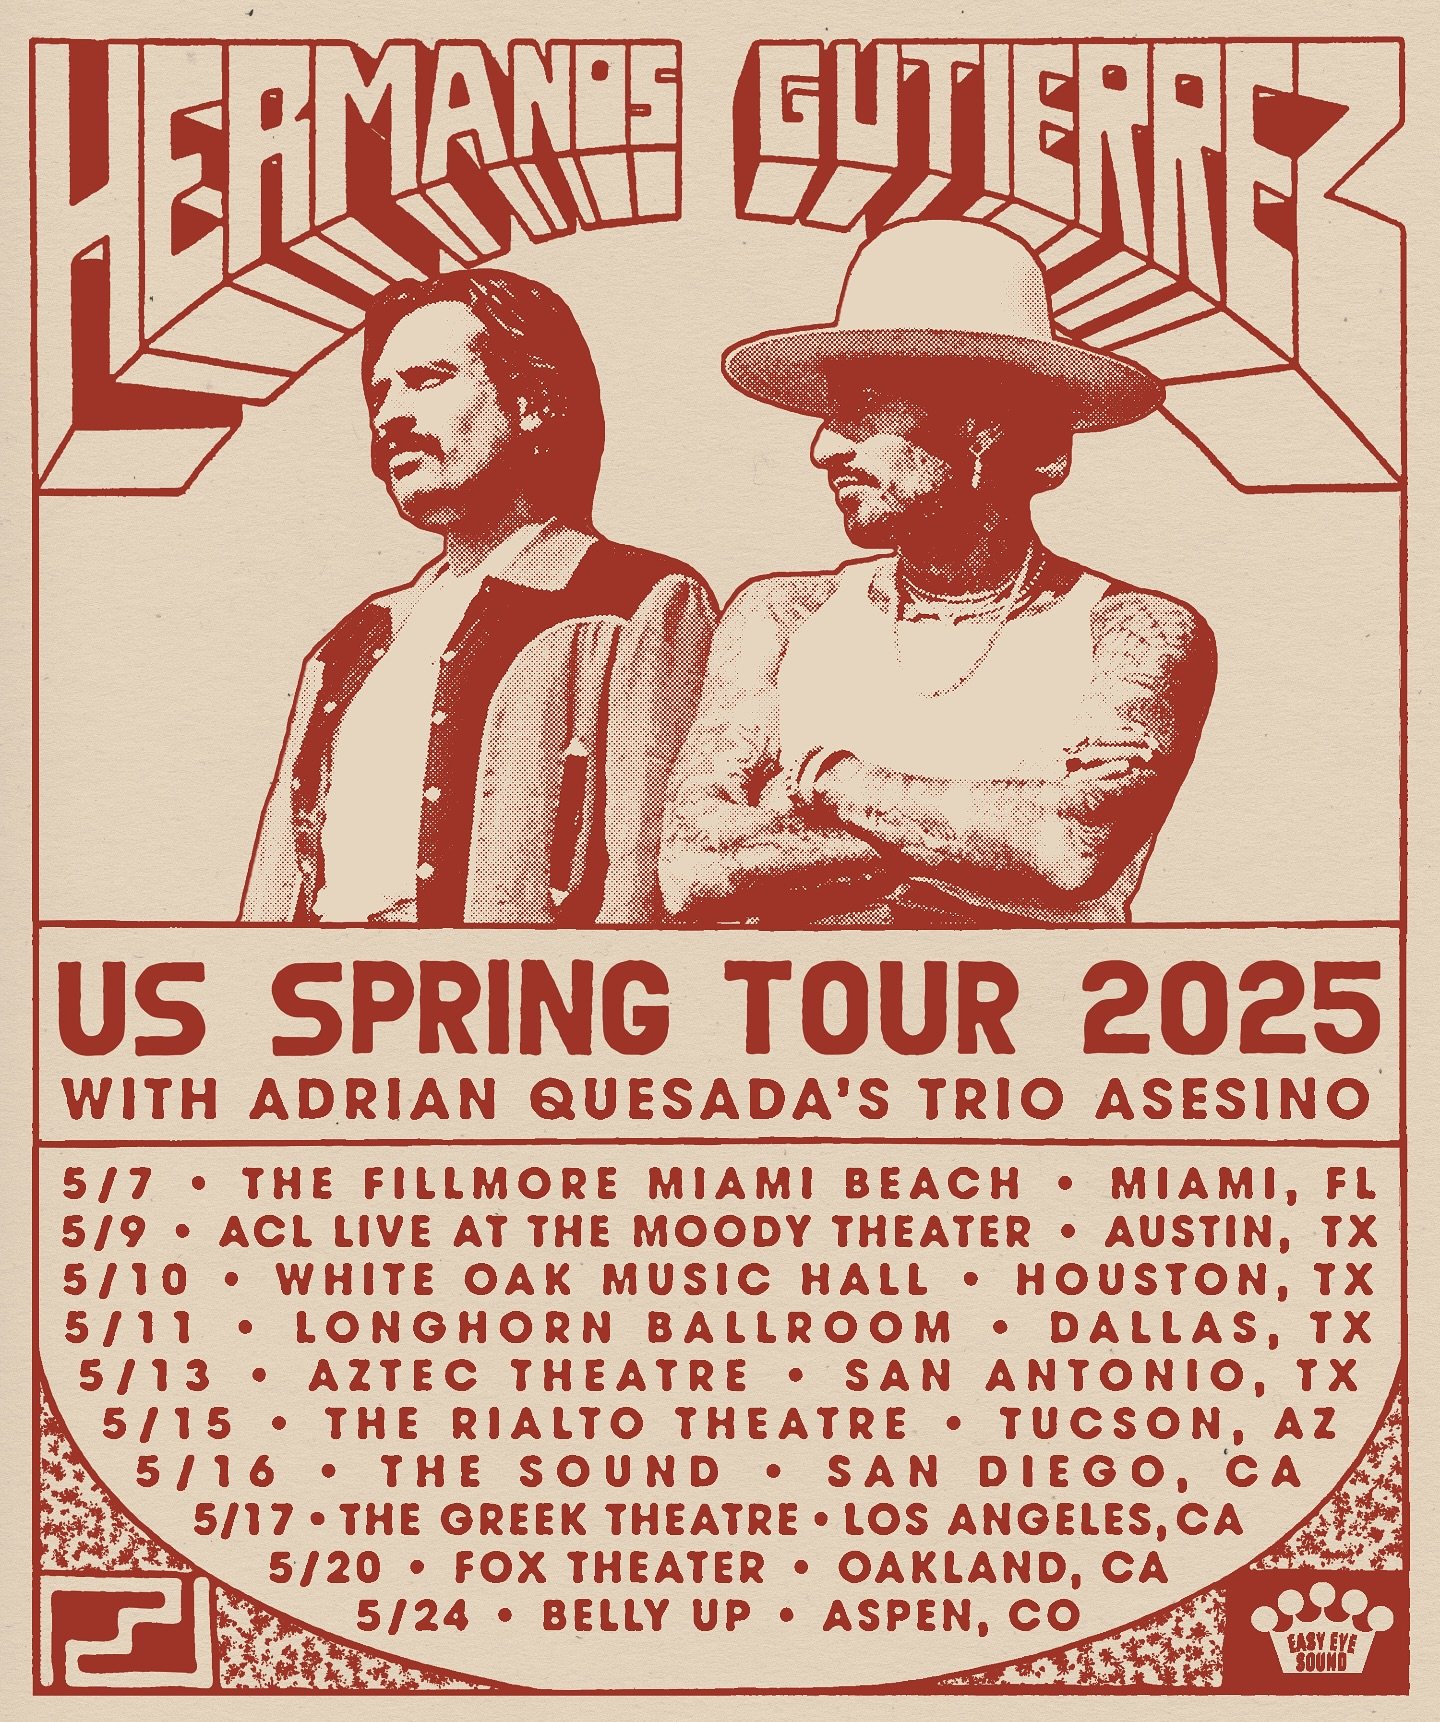 HERMANOS GUTIERREZ
US SPRING TOUR 2025
WITH ADRIAN QUESADA'S TRIO ASESINO
5/7 • THE FILLMORE MIAMI BEACH • MIAMI, FL
5/9 • ACL LIVE AT THE MOODY THEATER • AUSTIN, TX
5/10 • WHITE OAK MUSIC HALL • HOUSTON, TX
5/11 • LONGHORN BALLROOM • DALLAS, TX
5/13 • AZTEC THEATRE • SAN ANTONIO, TX
5/15 • THE RIALTO THEATRE • TUCSON, AZ
5/16 • THE SOUND • SAN DIEGO, CA
5/17 • THE GREEK THEATRE • LOS ANGELES, CA
5/20 • FOX THEATER • OAKLAND, CA
5/24 • BELLY UP • ASPEN, CO
EASY EYE
SOUND